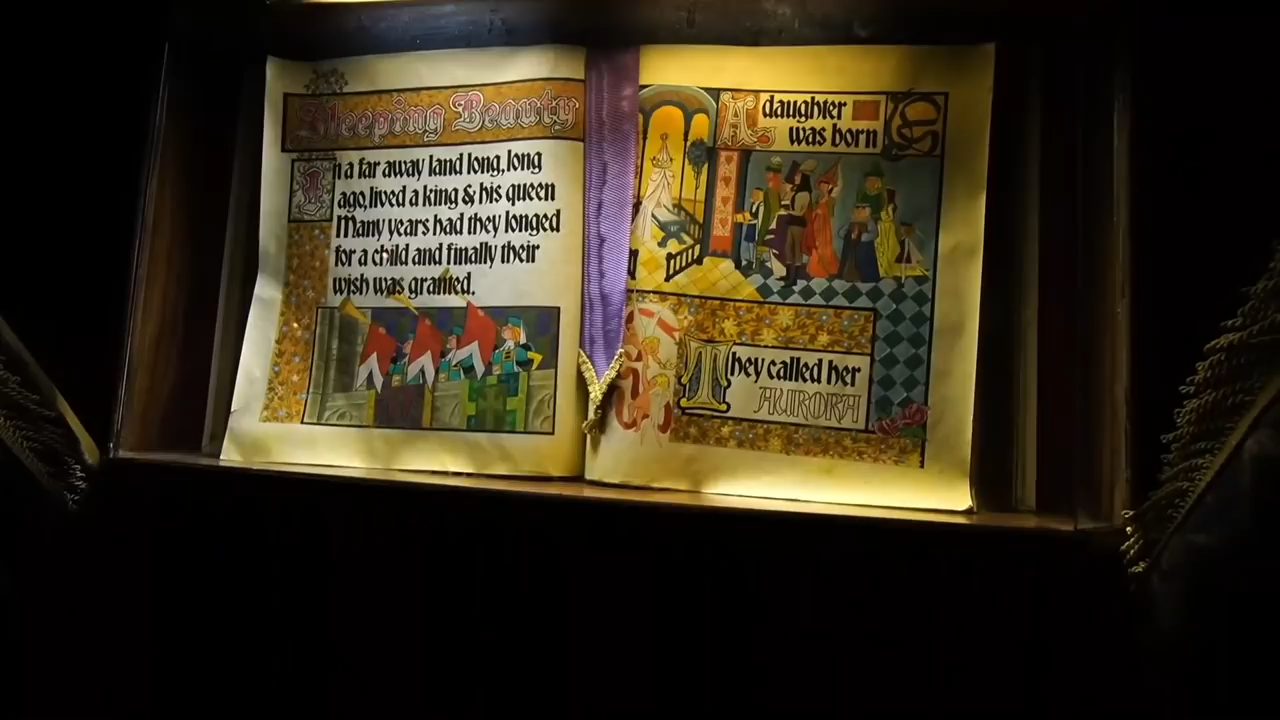 Sleeping Beauty
In a far away land long, long
ago, lived a king & his queen
Many years had they longed
for a child and finally their
wish was granted.
A daughter
was born
They called her
AURORA